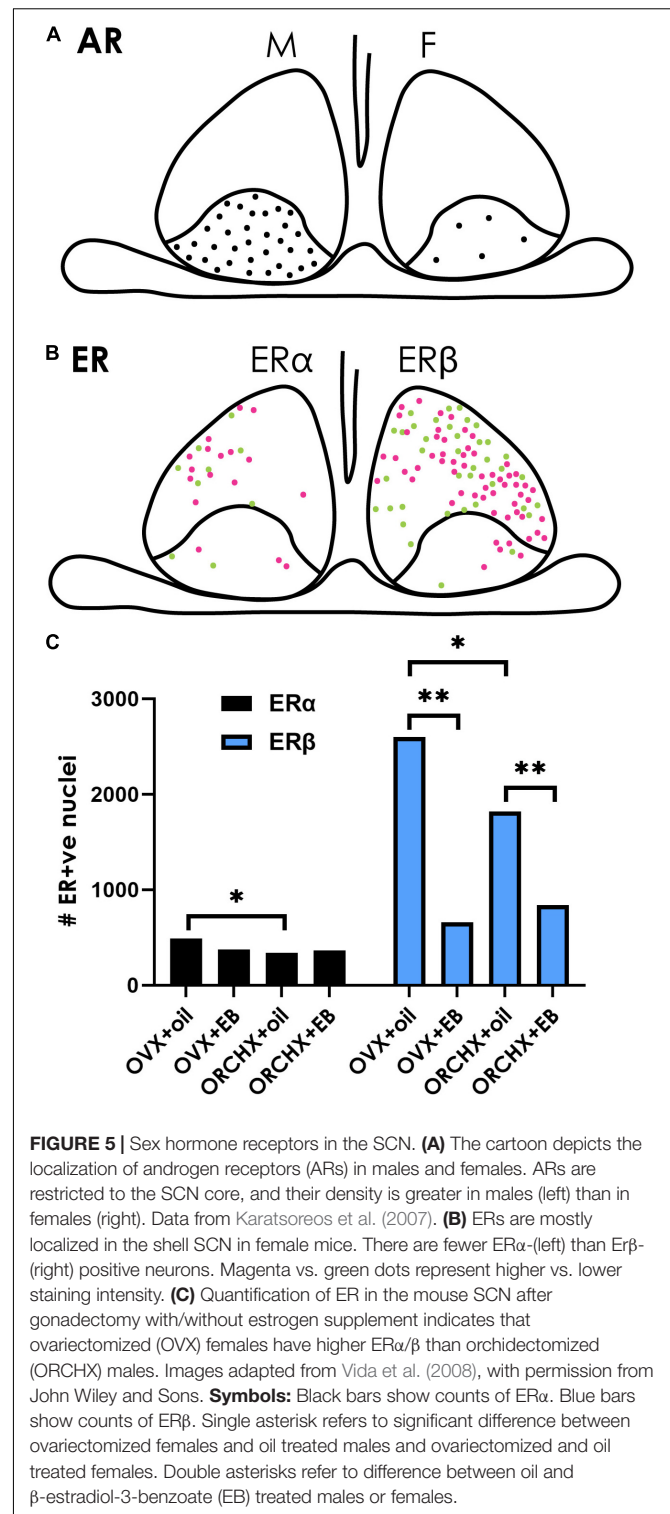 A AR M F
B ER ERα ERβ
C
*
**
**
*
3000
2000
1000
0
# ER+ve nuclei
ERα
ERβ
OVX+oil OVX+EB ORCHX+oil ORCHX+EB OVX+oil OVX+EB ORCHX+oil ORCHX+EB
FIGURE 5 | Sex hormone receptors in the SCN. (A) The cartoon depicts the
localization of androgen receptors (ARs) in males and females. ARs are
restricted to the SCN core, and their density is greater in males (left) than in
females (right). Data from Karatsoreos et al. (2007). (B) ERs are mostly
localized in the shell SCN in female mice. There are fewer ERα-(left) than Erβ-
(right) positive neurons. Magenta vs. green dots represent higher vs. lower
staining intensity. (C) Quantification of ER in the mouse SCN after
gonadectomy with/without estrogen supplement indicates that
ovariectomized (OVX) females have higher ERα/β than orchidectomized
(ORCHX) males. Images adapted from Vida et al. (2008), with permission from
John Wiley and Sons. Symbols: Black bars show counts of ERα. Blue bars
show counts of ERβ. Single asterisk refers to significant difference between
ovariectomized females and oil treated males and ovariectomized and oil
treated females. Double asterisks refer to difference between oil and
β-estradiol-3-benzoate (EB) treated males or females.